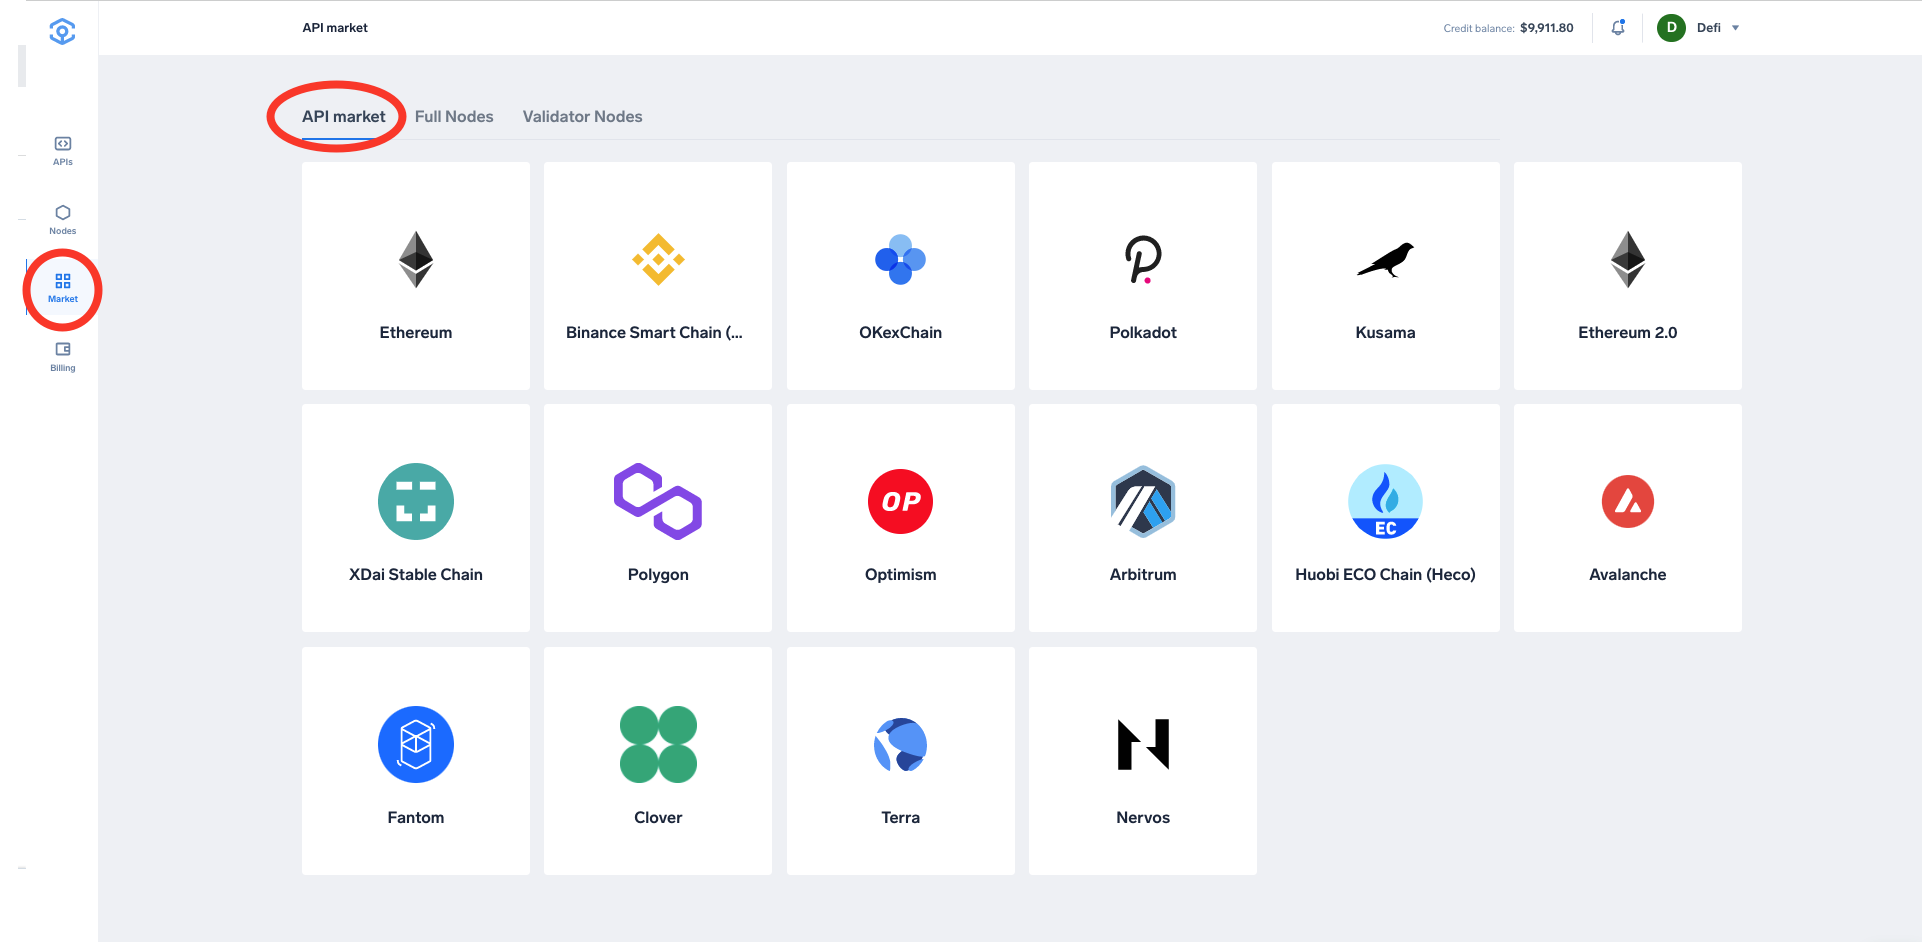 API market
Credit balance: $9,911.80
D
Defi
API market
Full Nodes
Validator Nodes
APIs
Nodes
Market
Billing
Ethereum
Binance Smart Chain (...
OKexChain
Polkadot
Kusama
Ethereum 2.0
OP
EC
XDai Stable Chain
Polygon
Optimism
Arbitrum
Huobi ECO Chain (Heco)
Avalanche
Fantom
Clover
Terra
Nervos